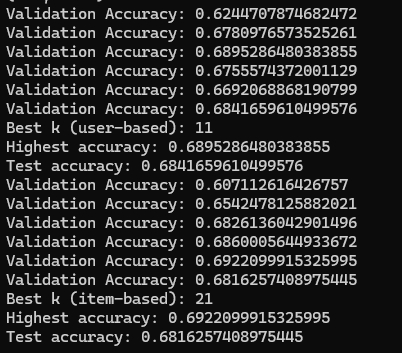 Validation Accuracy: 0.6244707874682472
Validation Accuracy: 0.6780976573525261
Validation Accuracy: 0.6895286480383855
Validation Accuracy: 0.6755574372001129
Validation Accuracy: 0.6692068868190799
Validation Accuracy: 0.6841659610499576
Best k (user-based): 11
Highest accuracy: 0.6895286480383855
Test accuracy: 0.6841659610499576
Validation Accuracy: 0.607112616426757
Validation Accuracy: 0.6542478125882021
Validation Accuracy: 0.6826136042901496
Validation Accuracy: 0.6860005644933672
Validation Accuracy: 0.6922099915325995
Validation Accuracy: 0.6816257408975445
Best k (item-based): 21
Highest accuracy: 0.6922099915325995
Test accuracy: 0.6816257408975445